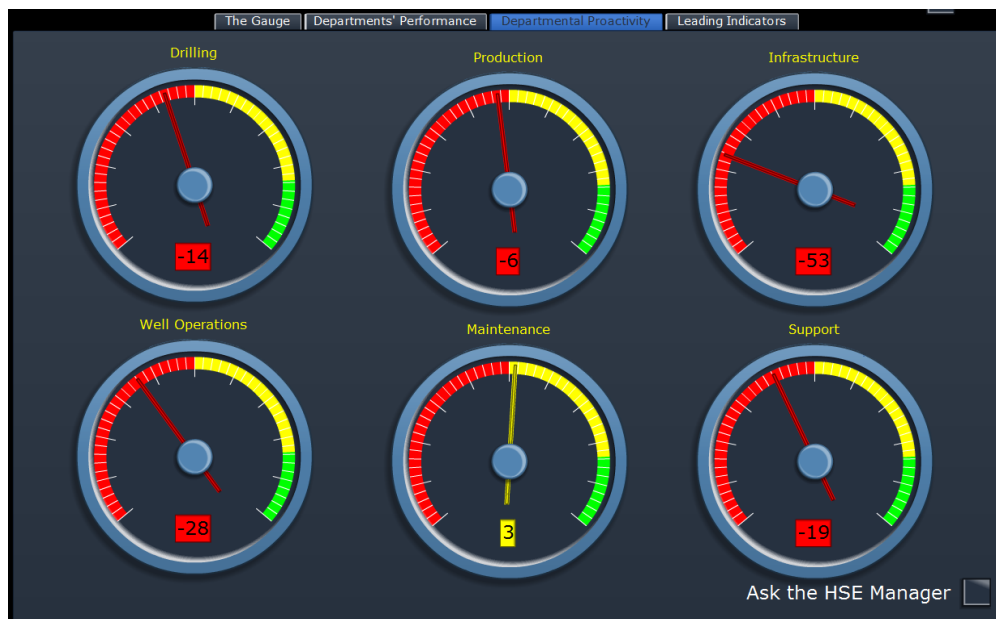 The Gauge
Departments' Performance
Departmental Proactivity
Leading Indicators
Drilling
Production
Infrastructure
-14
-6
-53
Well Operations
Maintenance
Support
-28
3
-19
Ask the HSE Manager